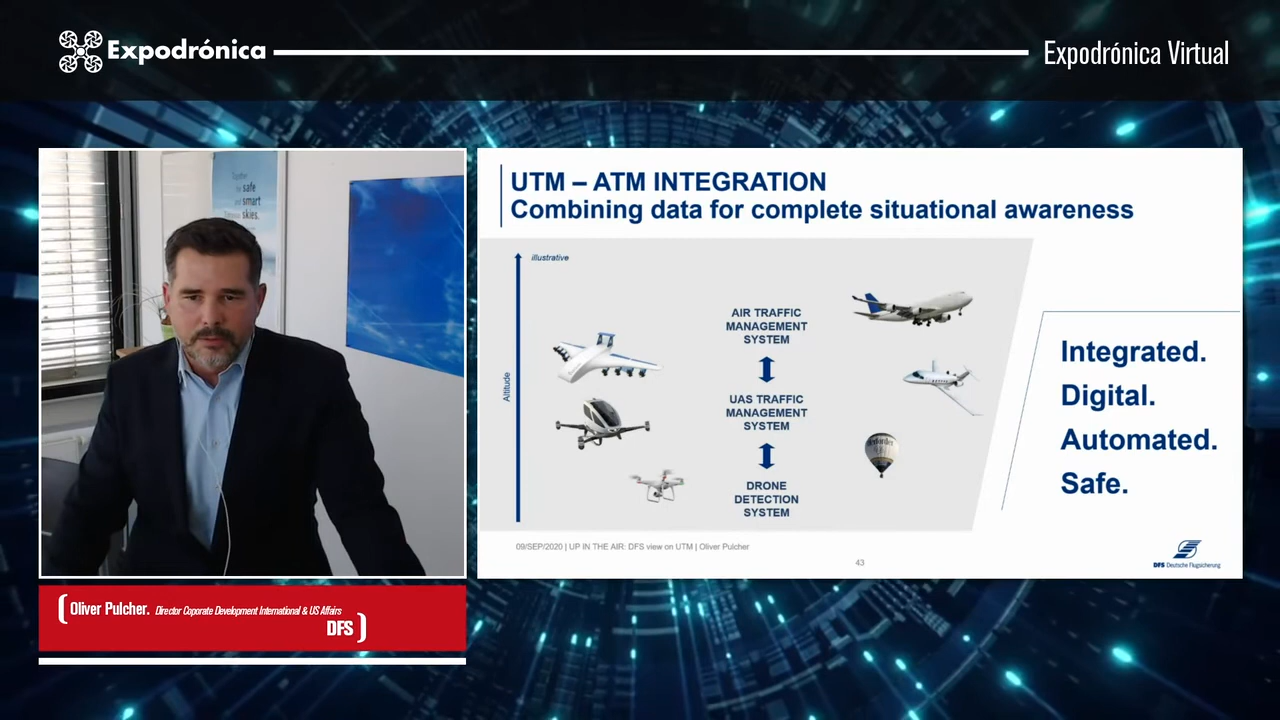 Expodrónica
Expodrónica Virtual
Together
safe
smart
skies.
UTM – ATM INTEGRATION
Combining data for complete situational awareness
illustrative
Altitude
AIR TRAFFIC
MANAGEMENT
SYSTEM
UAS TRAFFIC
MANAGEMENT
SYSTEM
DRONE
DETECTION
SYSTEM
Integrated.
Digital.
Automated.
Safe.
09/SEP/2020 | UP IN THE AIR: DFS view on UTM | Oliver Pulcher
43
DFS Deutsche Flugsicherung
Oliver Pulcher. Director Coporate Development International & US Affairs
DFS